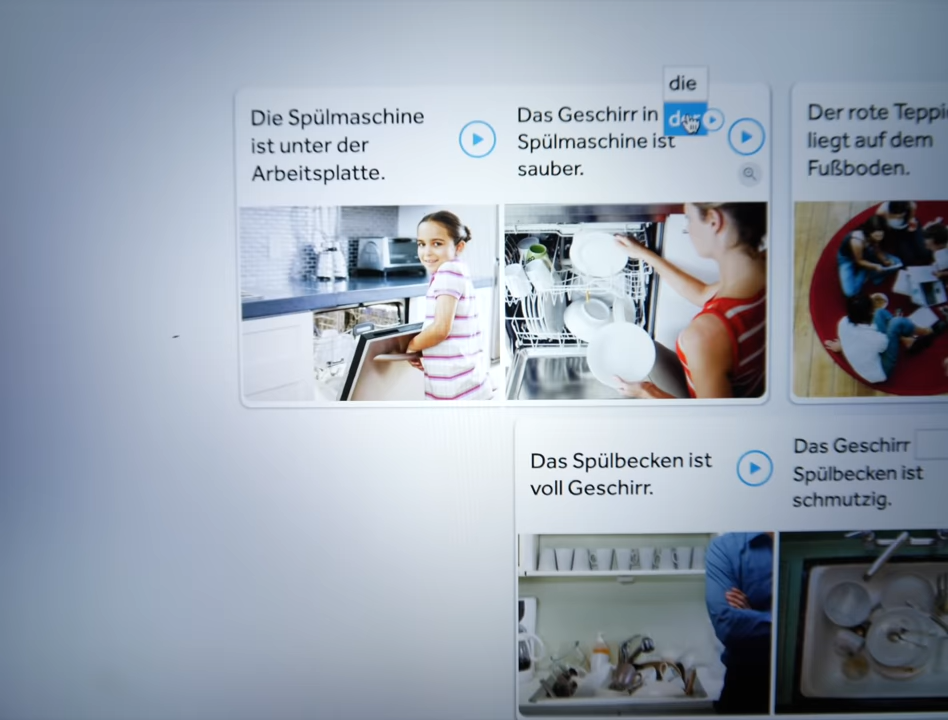 die
Die Spülmaschine
ist unter der
Arbeitsplatte.
Das Geschirr in
Spülmaschine ist
sauber.
Der rote
liegt auf dem
Fußboden.
Das Spülbecken ist
voll Geschirr.
Das Geschirr
Spülbecken ist
schmutzig.